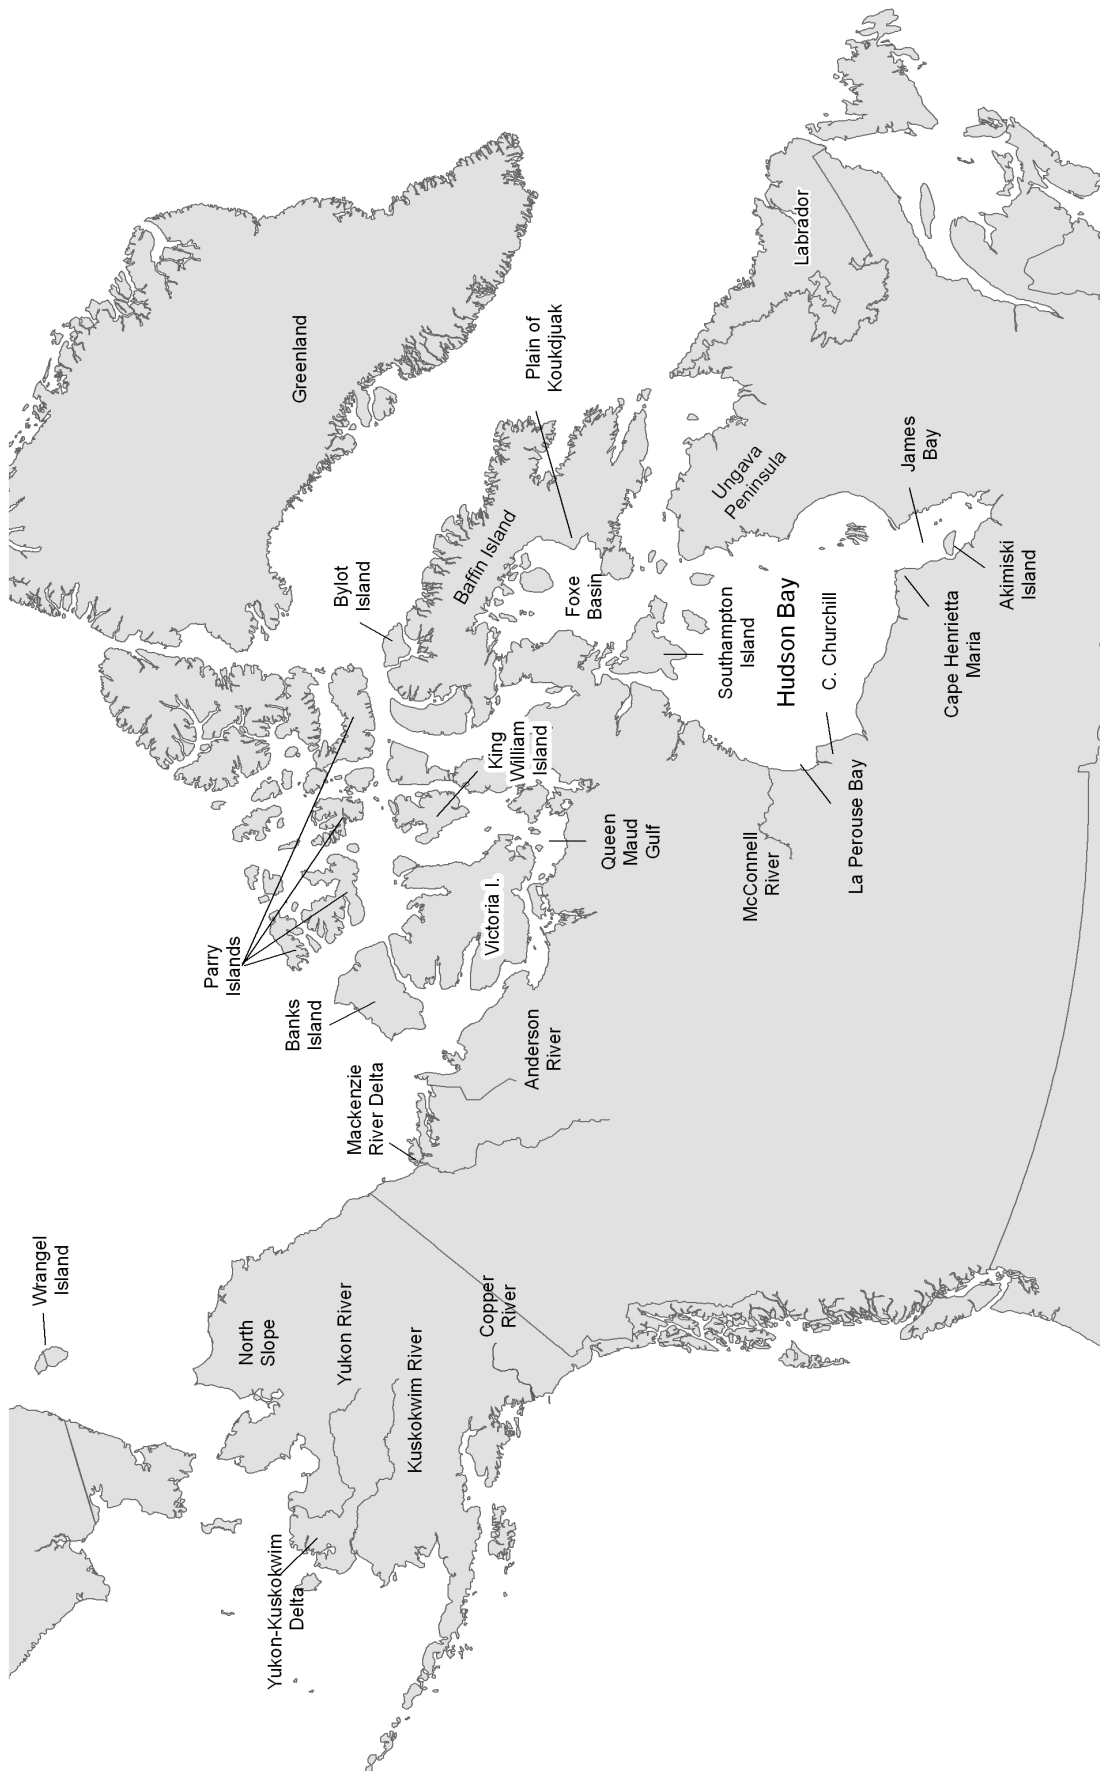 Wrangel
Island
North
Slope
Yukon River
Kuskokwim River
Yukon-Kuskokwim
Delta
Copper
River
Mackenzie
River Delta
Anderson
River
Banks
Island
Parry
Islands
Victoria I.
King
William
Island
Queen
Maud
Gulf
Bylot
Island
Baffin Island
Greenland
Plain of
Koukdjuak
Foxe
Basin
Southampton
Island
Hudson Bay
C. Churchill
La Perouse Bay
McConnell
River
Cape Henrietta
Maria
Akimiski
Island
James
Bay
Ungava
Peninsula
Labrador